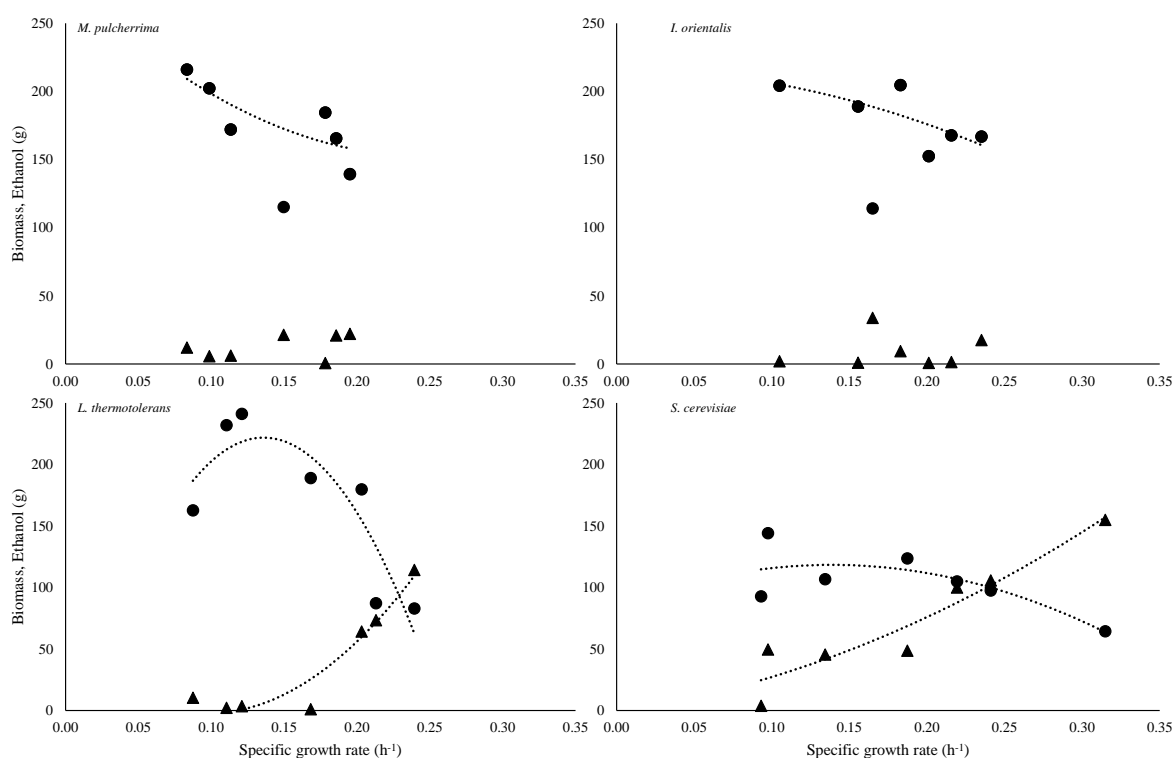 M. pulcherrima
Biomass, Ethanol (g)
250
200
150
100
50
0
0.00 0.05 0.10 0.15 0.20 0.25 0.30 0.35
I. orientalis
250
200
150
100
50
0
0.00 0.05 0.10 0.15 0.20 0.25 0.30 0.35
L. thermotolerans
Biomass, Ethanol (g)
250
200
150
100
50
0
0.00 0.05 0.10 0.15 0.20 0.25 0.30 0.35
Specific growth rate (h-1)
S. cerevisiae
250
200
150
100
50
0
0.00 0.05 0.10 0.15 0.20 0.25 0.30 0.35
Specific growth rate (h-1)